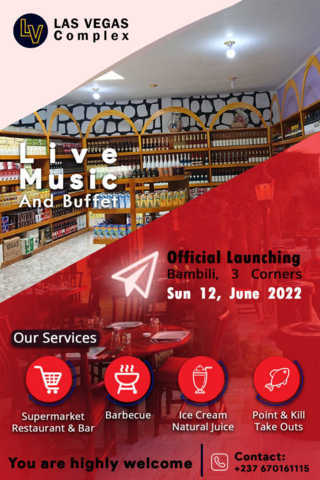 LV
LAS VEGAS
Complex
Live
Music
And Buffet
Official Launching
Bambili, 3 Corners
Sun 12, June 2022
Our Services
Supermarket
Restaurant & Bar
Barbecue
Ice Cream
Natural Juice
Point & Kill
Take Outs
You are highly welcome
Contact:
+237 670161115